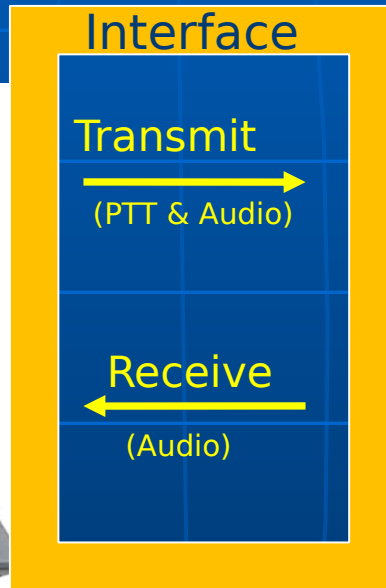 Interface
Transmit
(PTT & Audio)
Receive
(Audio)